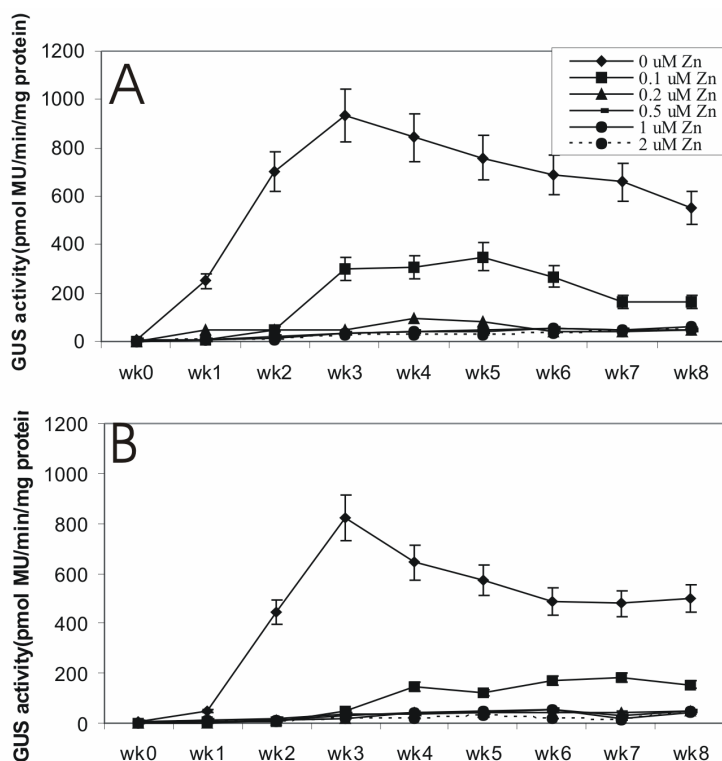 GUS activity(pmol MU/min/mg protein)
1200
1000
800
600
400
200
0
A
0 uM Zn
0.1 uM Zn
0.2 uM Zn
0.5 uM Zn
1 uM Zn
2 uM Zn
wk0 wk1 wk2 wk3 wk4 wk5 wk6 wk7 wk8
GUS activity(pmol MU/min/mg protein
1200
1000
800
600
400
200
0
B
wk0 wk1 wk2 wk3 wk4 wk5 wk6 wk7 wk8